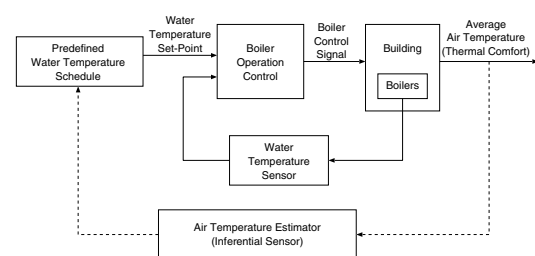 Predefined
Water Temperature
Schedule
Water
Temperature
Set-Point
Boiler
Operation
Control
Boiler
Control
Signal
Building
Boilers
Average
Air Temperature
(Thermal Comfort)
Water
Temperature
Sensor
Air Temperature Estimator
(Inferential Sensor)